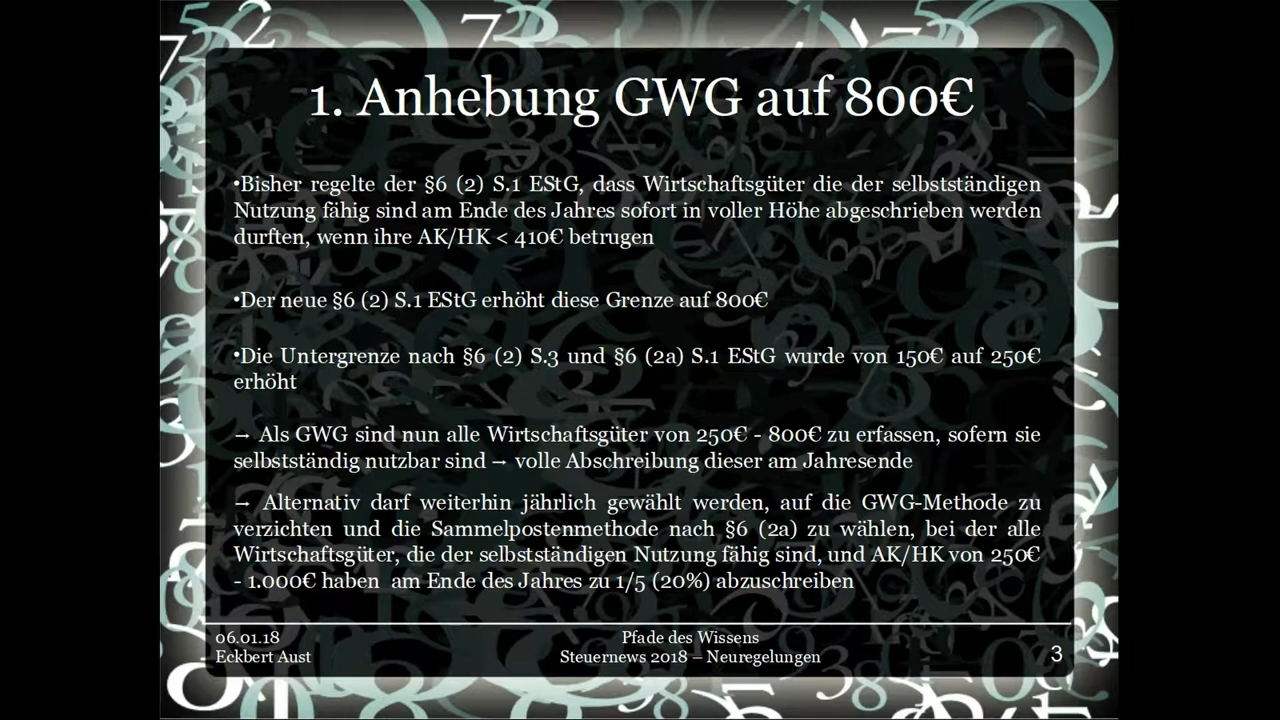 1. Anhebung GWG auf 800€
•Bisher regelte der §6 (2) S.1 EStG, dass Wirtschaftsgüter die der selbstständigen
Nutzung fähig sind am Ende des Jahres sofort in voller Höhe abgeschrieben werden
durften, wenn ihre AK/HK < 410€ betrugen
•Der neue §6 (2) S.1 EStG erhöht diese Grenze auf 800€
•Die Untergrenze nach §6 (2) S.3 und §6 (2a) S.1 EStG wurde von 150€ auf 250€
erhöht
→ Als GWG sind nun alle Wirtschaftsgüter von 250€ - 800€ zu erfassen, sofern sie
selbstständig nutzbar sind → volle Abschreibung dieser am Jahresende
→ Alternativ darf weiterhin jährlich gewählt werden, auf die GWG-Methode zu
verzichten und die Sammelpostenmethode nach §6 (2a) zu wählen, bei der alle
Wirtschaftsgüter, die der selbstständigen Nutzung fähig sind, und AK/HK von 250€
- 1.000€ haben am Ende des Jahres zu 1/5 (20%) abzuschreiben
06.01.18
Eckbert Aust
Pfade des Wissens
Steuernews 2018 – Neuregelungen
3